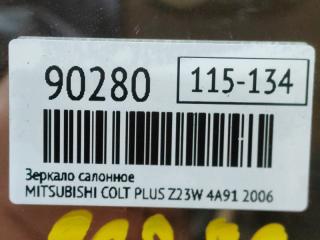 90280 115-134
Зеркало салонное
MITSUBISHI COLT PLUS Z23W 4A91 2006